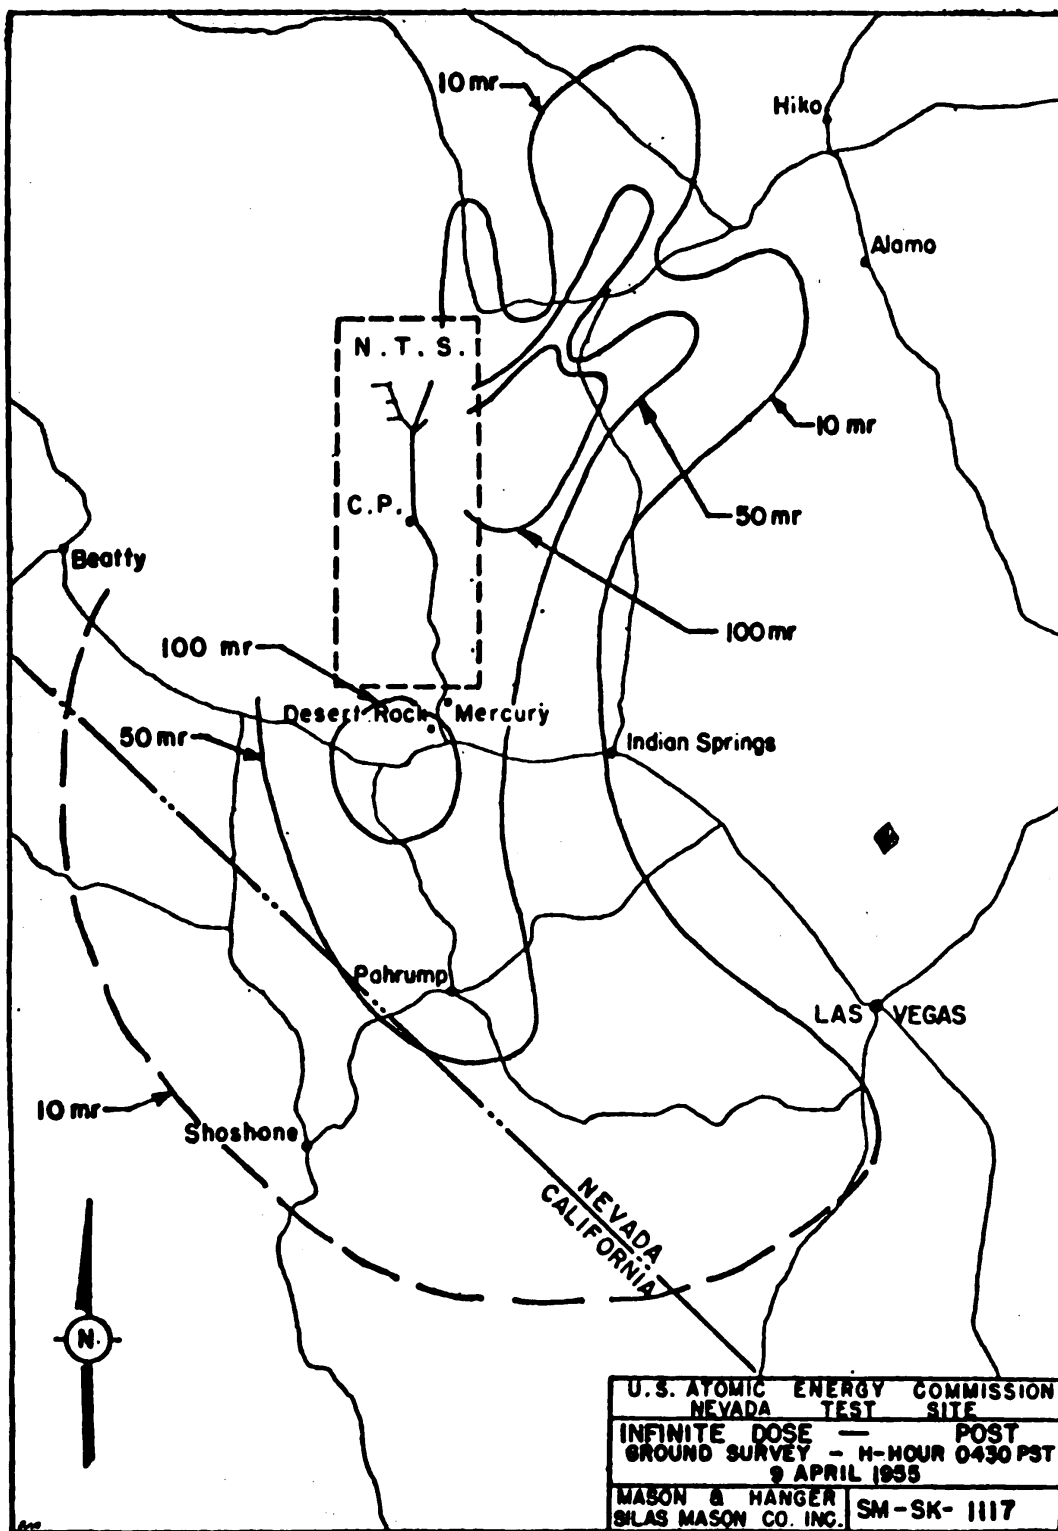 10 mr
Hiko
Alamo
N. T. S.
10 mr
C.P.
50 mr
Beatty
100 mr
100 mr
Desert Rock
Mercury
50 mr
Indian Springs
Pahrump
LAS VEGAS
10 mr
Shoshone
NEVADA
CALIFORNIA
N
U.S. ATOMIC ENERGY COMMISSION
NEVADA TEST SITE
INFINITE DOSE — POST
GROUND SURVEY - H-HOUR 0430 PST
9 APRIL 1955
MASON & HANGER
SILAS MASON CO. INC.
SM-SK- 1117